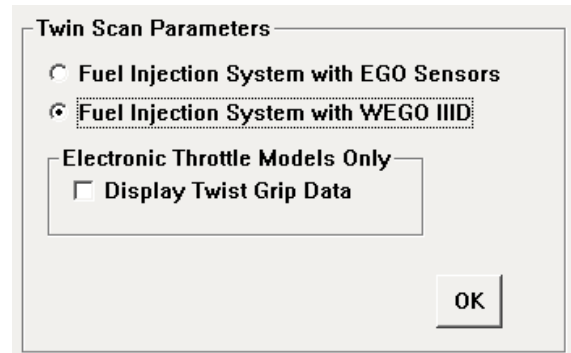 Twin Scan Parameters
Fuel Injection System with EGO Sensors
Fuel Injection System with WEGO IIID
Electronic Throttle Models Only
Display Twist Grip Data
OK